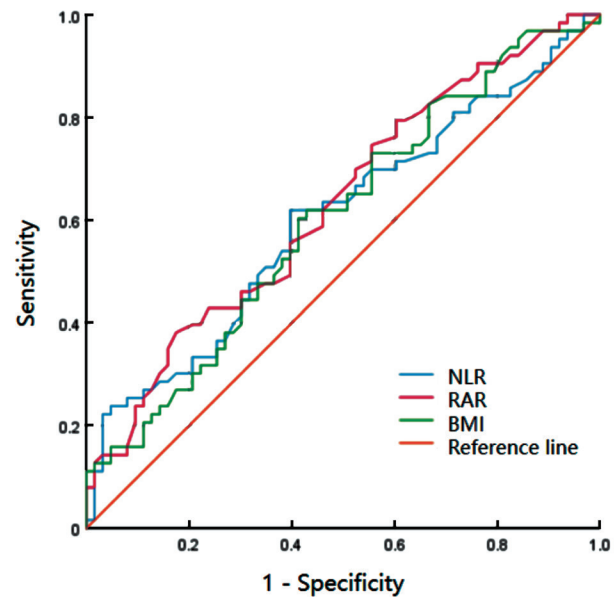 1.0
0.8
0.6
0.4
0.2
0
Sensitivity
NLR
RAR
BMI
Reference line
0.2 0.4 0.6 0.8 1.0
1 - Specificity